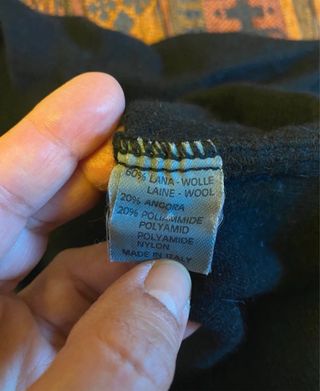 60% LANA - WOLLE
LAINE - WOOL
20% ANGORA
20% POLIAMMIDE
POLYAMID
POLYAMIDE
NYLON
MADE IN ITALY